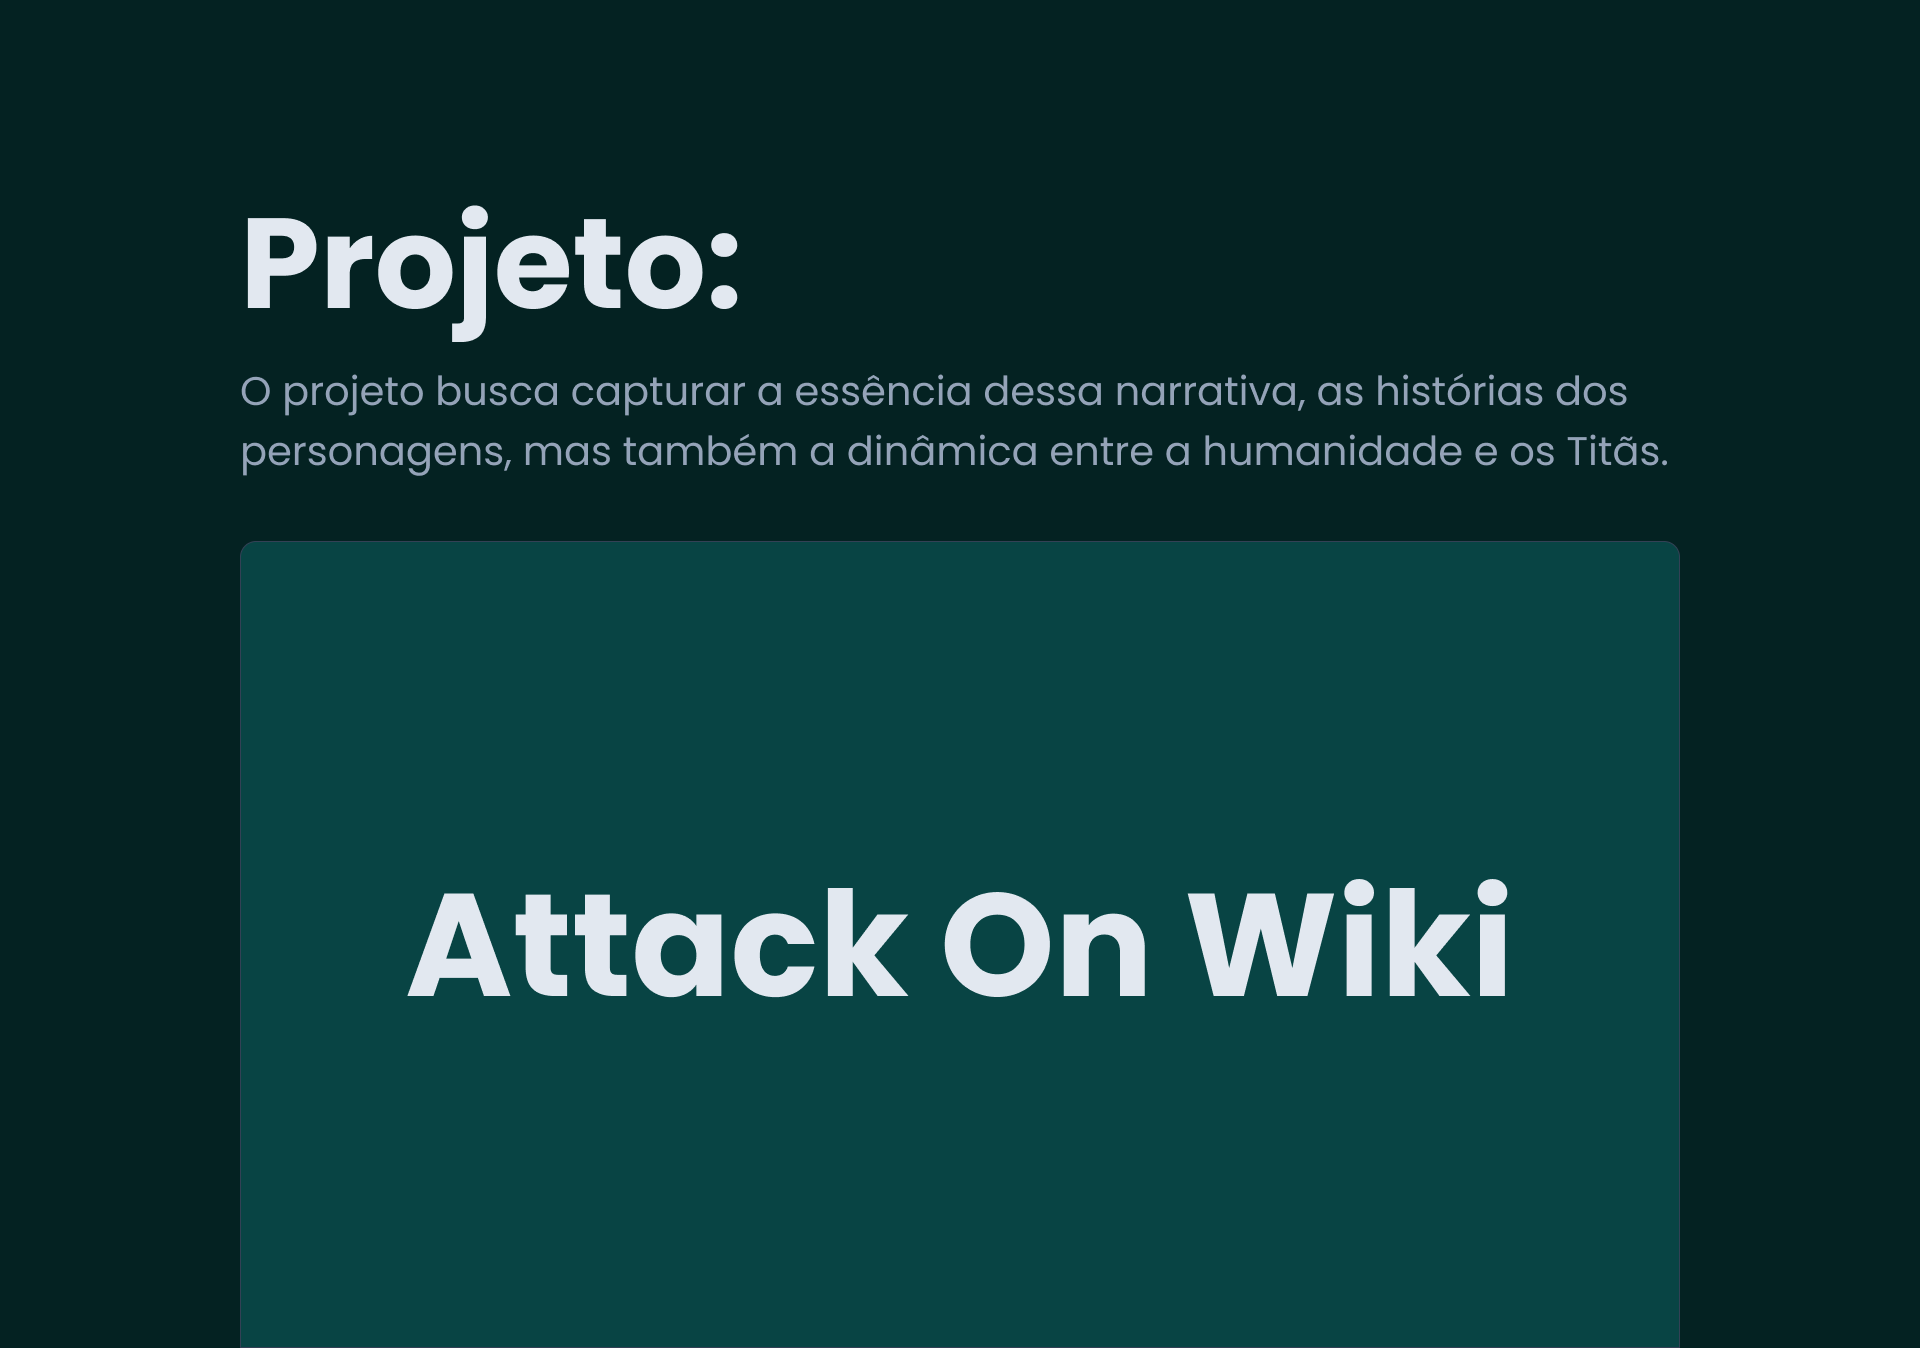 Projeto:
O projeto busca capturar a essência dessa narrativa, as histórias dos
personagens, mas também a dinâmica entre a humanidade e os Titãs.
Attack On Wiki